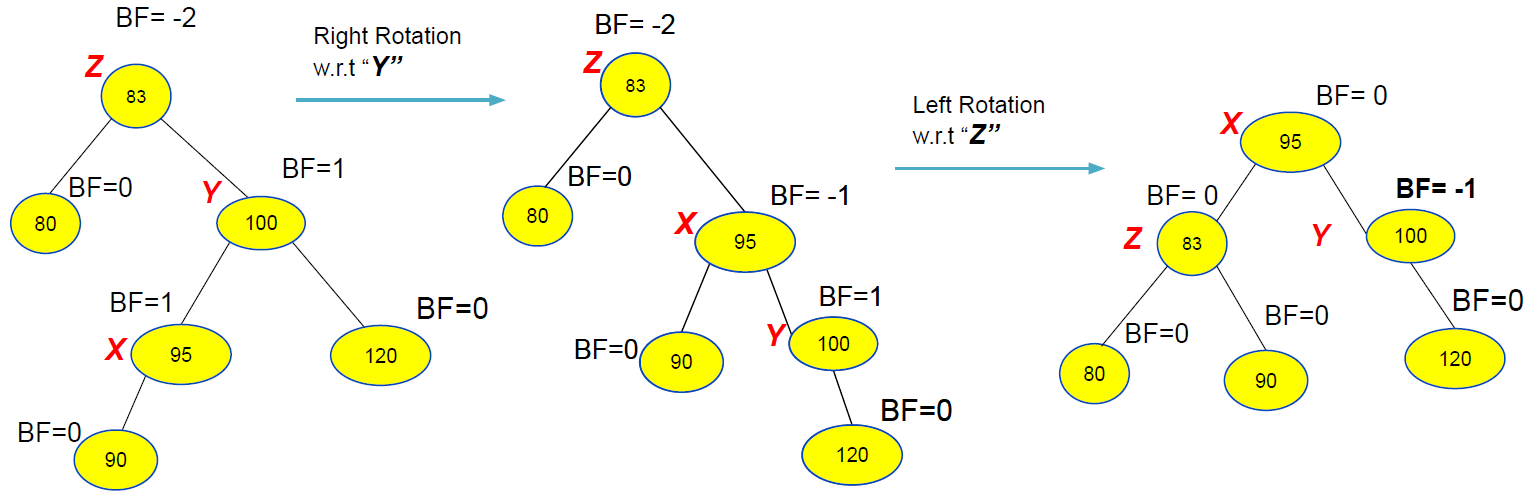 BF= -2
Z
83
BF=0
80
BF=1
Y
100
BF=1
X
95
BF=0
120
BF=0
90
Right Rotation
w.r.t “Y”
BF= -2
Z
83
BF=0
80
BF= -1
X
95
BF=0
90
BF=1
Y
100
BF=0
120
Left Rotation
w.r.t “Z”
BF= 0
X
95
BF= 0
Z
83
BF= -1
Y
100
BF=0
80
BF=0
90
BF=0
120